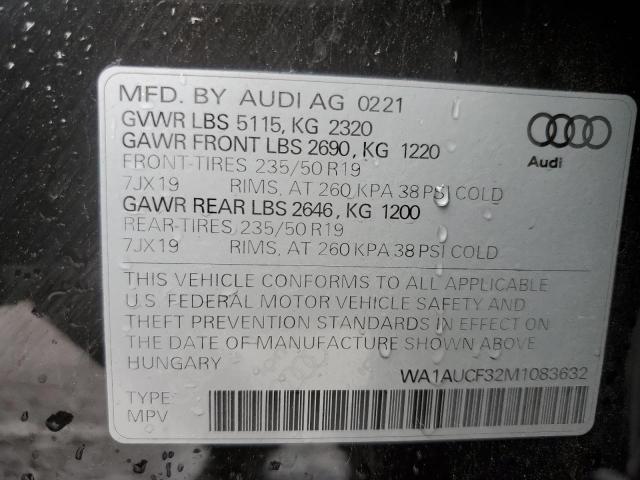 MFD. BY AUDI AG 0221
GVWR LBS 5115, KG 2320
GAWR FRONT LBS 2690, KG 1220
FRONT-TIRES 235/50 R19
7JX19 RIMS, AT 260 KPA 38 PSI COLD
GAWR REAR LBS 2646, KG 1200
REAR-TIRES 235/50 R19
7JX19 RIMS, AT 260 KPA 38 PSI COLD
Audi
THIS VEHICLE CONFORMS TO ALL APPLICABLE
U.S. FEDERAL MOTOR VEHICLE SAFETY AND
THEFT PREVENTION STANDARDS IN EFFECT ON
THE DATE OF MANUFACTURE SHOWN ABOVE
HUNGARY
WA1AUCF32M1083632
TYPE:
MPV